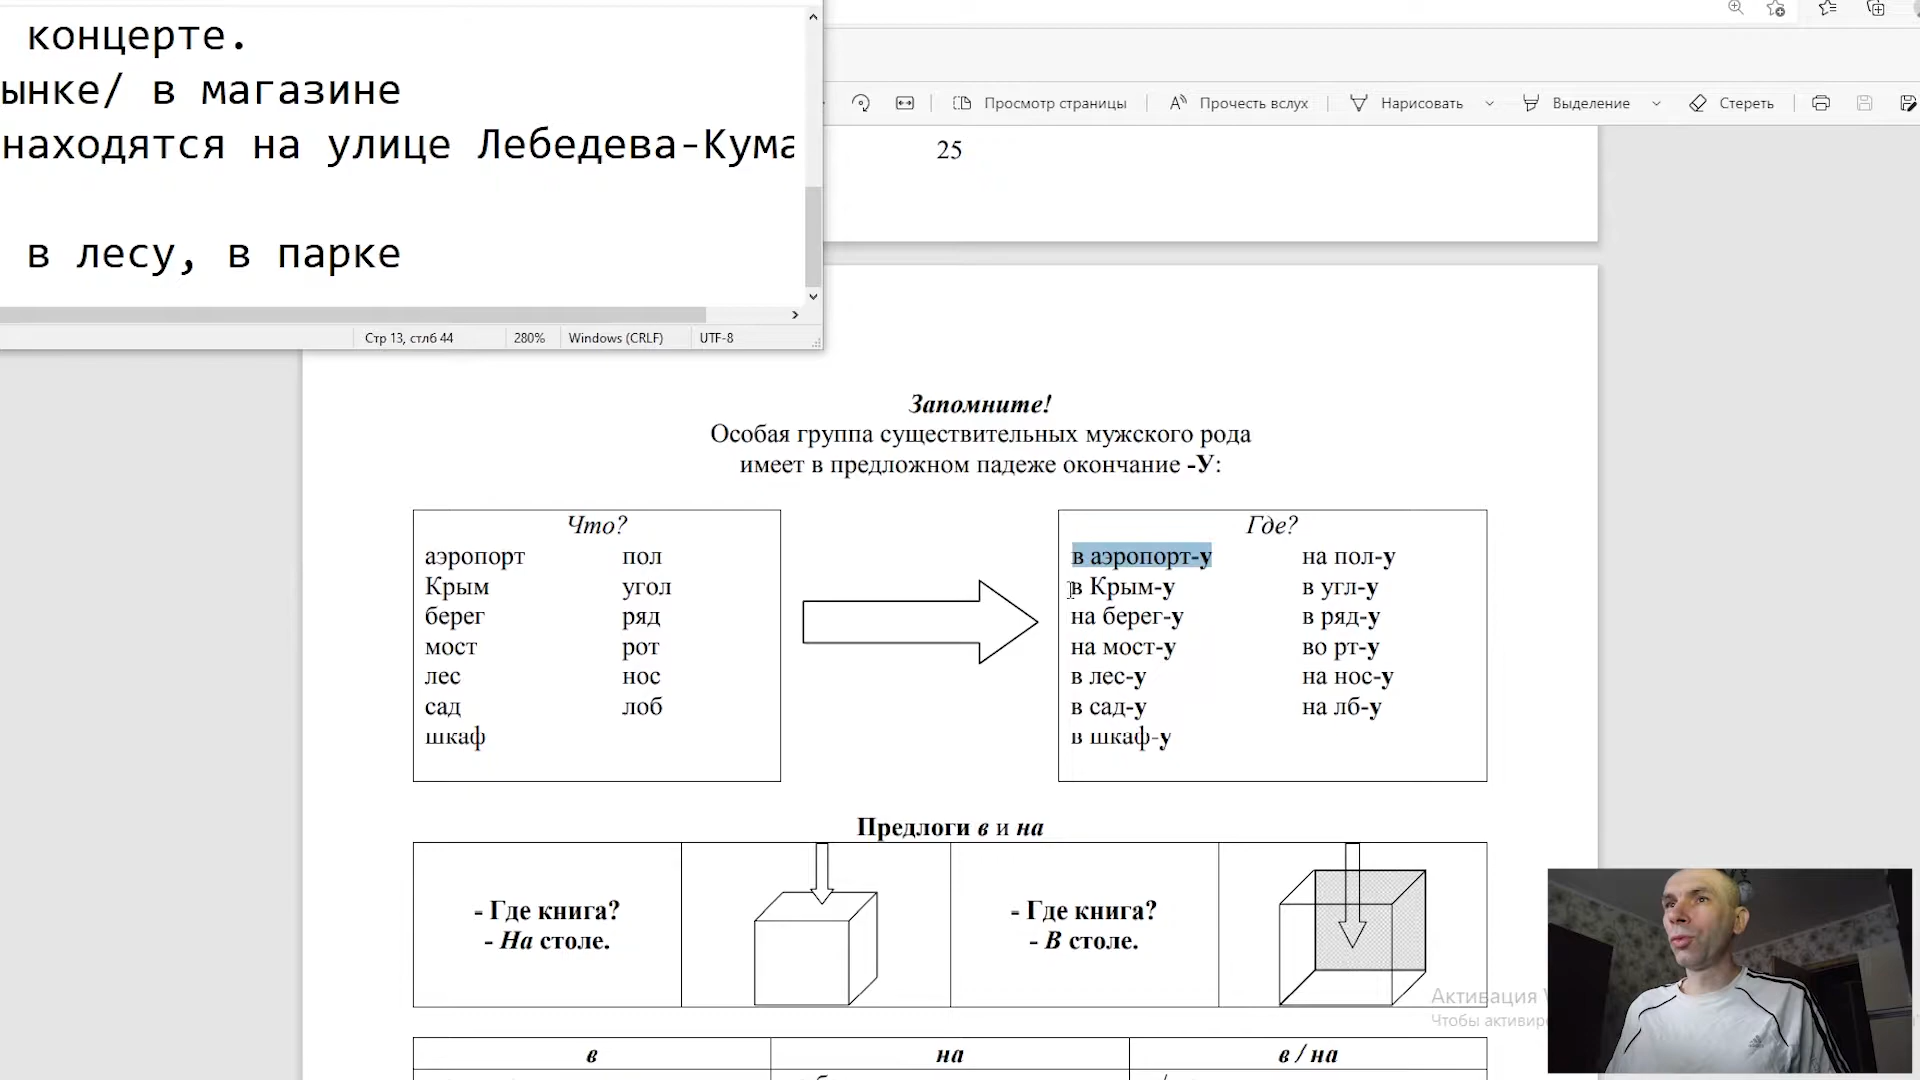 концерте.
ынке/ в магазине
находятся на улице Лебедева-Кума
в лесу, в парке
Стр 13, стлб 44
280%
Windows (CRLF)
UTF-8
Просмотр страницы
Прочесть вслух
Нарисовать
Выделение
Стереть
25
Запомните!
Особая группа существительных мужского рода
имеет в предложном падеже окончание -У:
Что?
аэропорт пол
Крым угол
берег ряд
мост рот
лес нос
сад лоб
шкаф
Где?
в аэропорт-у на пол-у
в Крым-у в угл-у
на берег-у в ряд-у
на мост-у во рт-у
в лес-у на нос-у
в сад-у на лб-у
в шкаф-у
Предлоги в и на
- Где книга?
- На столе.
- Где книга?
- В столе.
в на в / на
Активация
Чтобы активир